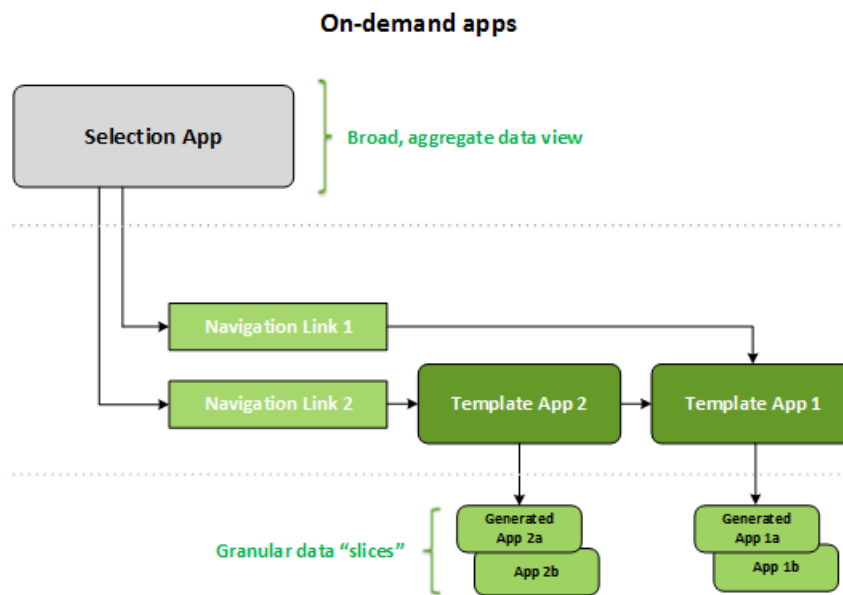 On-demand apps
Selection App
Broad, aggregate data view
Navigation Link 1
Navigation Link 2
Template App 2
Template App 1
Granular data “slices”
Generated
App 2a
App 2b
Generated
App 1a
App 1b